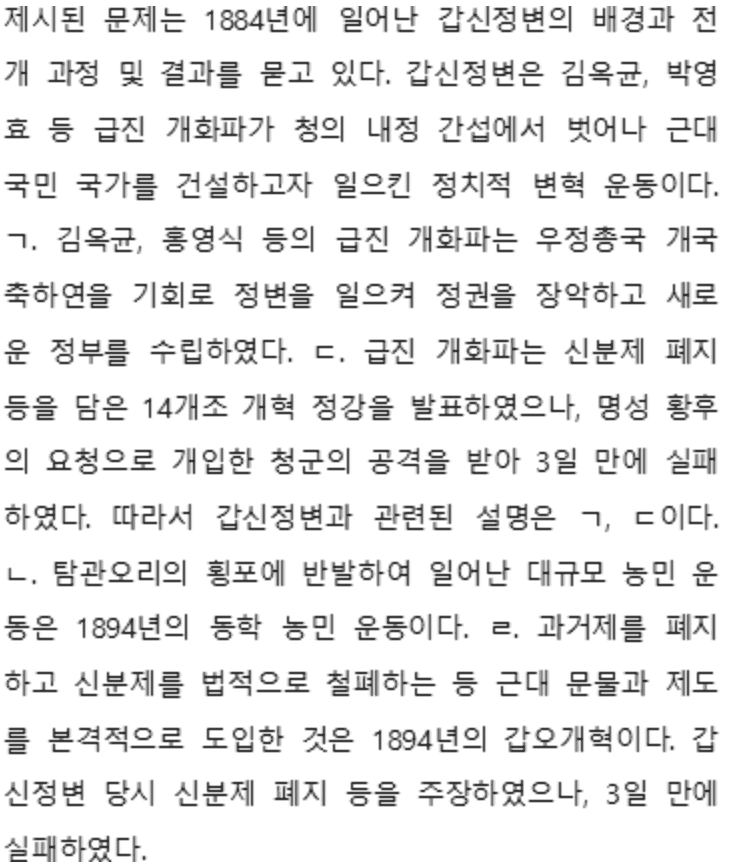 제시된 문제는 1884년에 일어난 갑신정변의 배경과 전
개 과정 및 결과를 묻고 있다. 갑신정변은 김옥균, 박영
효 등 급진 개화파가 청의 내정 간섭에서 벗어나 근대
국민 국가를 건설하고자 일으킨 정치적 변혁 운동이다.
ㄱ. 김옥균, 홍영식 등의 급진 개화파는 우정총국 개국
축하연을 기회로 정변을 일으켜 정권을 장악하고 새로
운 정부를 수립하였다. ㄷ. 급진 개화파는 신분제 폐지
등을 담은 14개조 개혁 정강을 발표하였으나, 명성 황후
의 요청으로 개입한 청군의 공격을 받아 3일 만에 실패
하였다. 따라서 갑신정변과 관련된 설명은 ㄱ, ㄷ이다.
ㄴ. 탐관오리의 횡포에 반발하여 일어난 대규모 농민 운
동은 1894년의 동학 농민 운동이다. ㄹ. 과거제를 폐지
하고 신분제를 법적으로 철폐하는 등 근대 문물과 제도
를 본격적으로 도입한 것은 1894년의 갑오개혁이다. 갑
신정변 당시 신분제 폐지 등을 주장하였으나, 3일 만에
실패하였다.